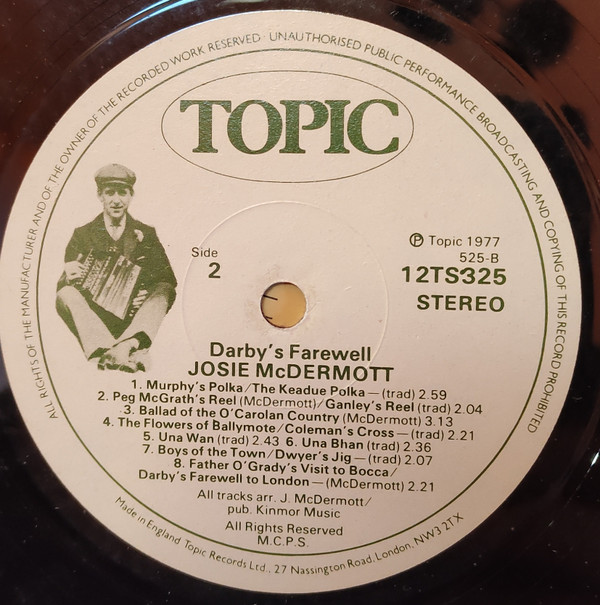 ALL RIGHTS OF THE MANUFACTURER AND OF THE OWNER OF THE RECORDED WORK RESERVED · UNAUTHORISED PUBLIC PERFORMANCE BROADCASTING AND COPYING OF THIS RECORD PROHIBITED
TOPIC
Side
2
Ⓟ Topic 1977
525-B
12TS325
STEREO
Darby's Farewell
JOSIE McDERMOTT
1. Murphy's Polka/The Keadue Polka — (trad) 2.59
2. Peg McGrath's Reel (McDermott)/Ganley's Reel (trad) 2.04
3. Ballad of the O'Carolan Country (McDermott) 3.13
4. The Flowers of Ballymote/Coleman's Cross — (trad) 2.21
5. Una Wan (trad) 2.43 6. Una Bhan (trad) 2.36
7. Boys of the Town/Dwyer's Jig — (trad) 2.07
8. Father O'Grady's Visit to Bocca/
Darby's Farewell to London — (McDermott) 2.21
All tracks arr. J. McDermott/
pub. Kinmor Music
All Rights Reserved
M.C.P.S.
Made in England Topic Records Ltd., 27 Nassington Road, London, NW3 2TX